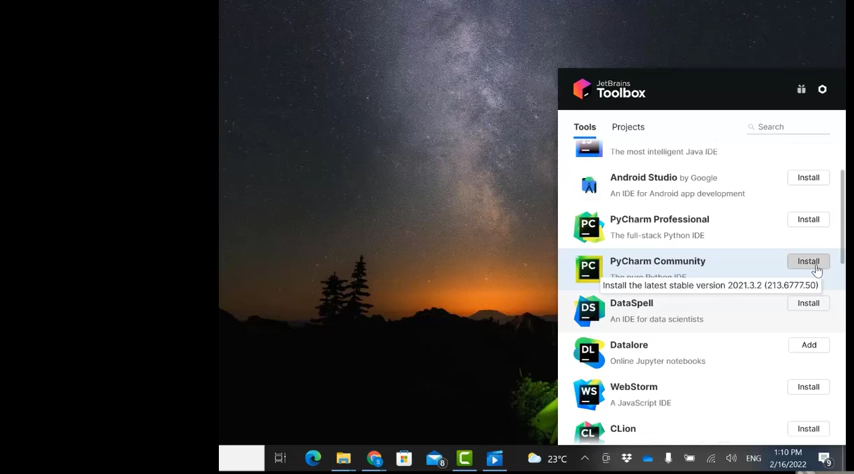 JetBrains
Toolbox
Tools Projects Search
The most intelligent Java IDE
Android Studio by Google
An IDE for Android app development
Install
PyCharm Professional
The full-stack Python IDE
Install
PyCharm Community
The pure Python IDE
Install
Install the latest stable version 2021.3.2 (213.6777.50)
DataSpell
An IDE for data scientists
Install
Datalore
Online Jupyter notebooks
Add
WebStorm
A JavaScript IDE
Install
CLion
Install
PC
PC
DS
DL
WS
CL
8
23°C
ENG
1:10 PM
2/16/2022
9